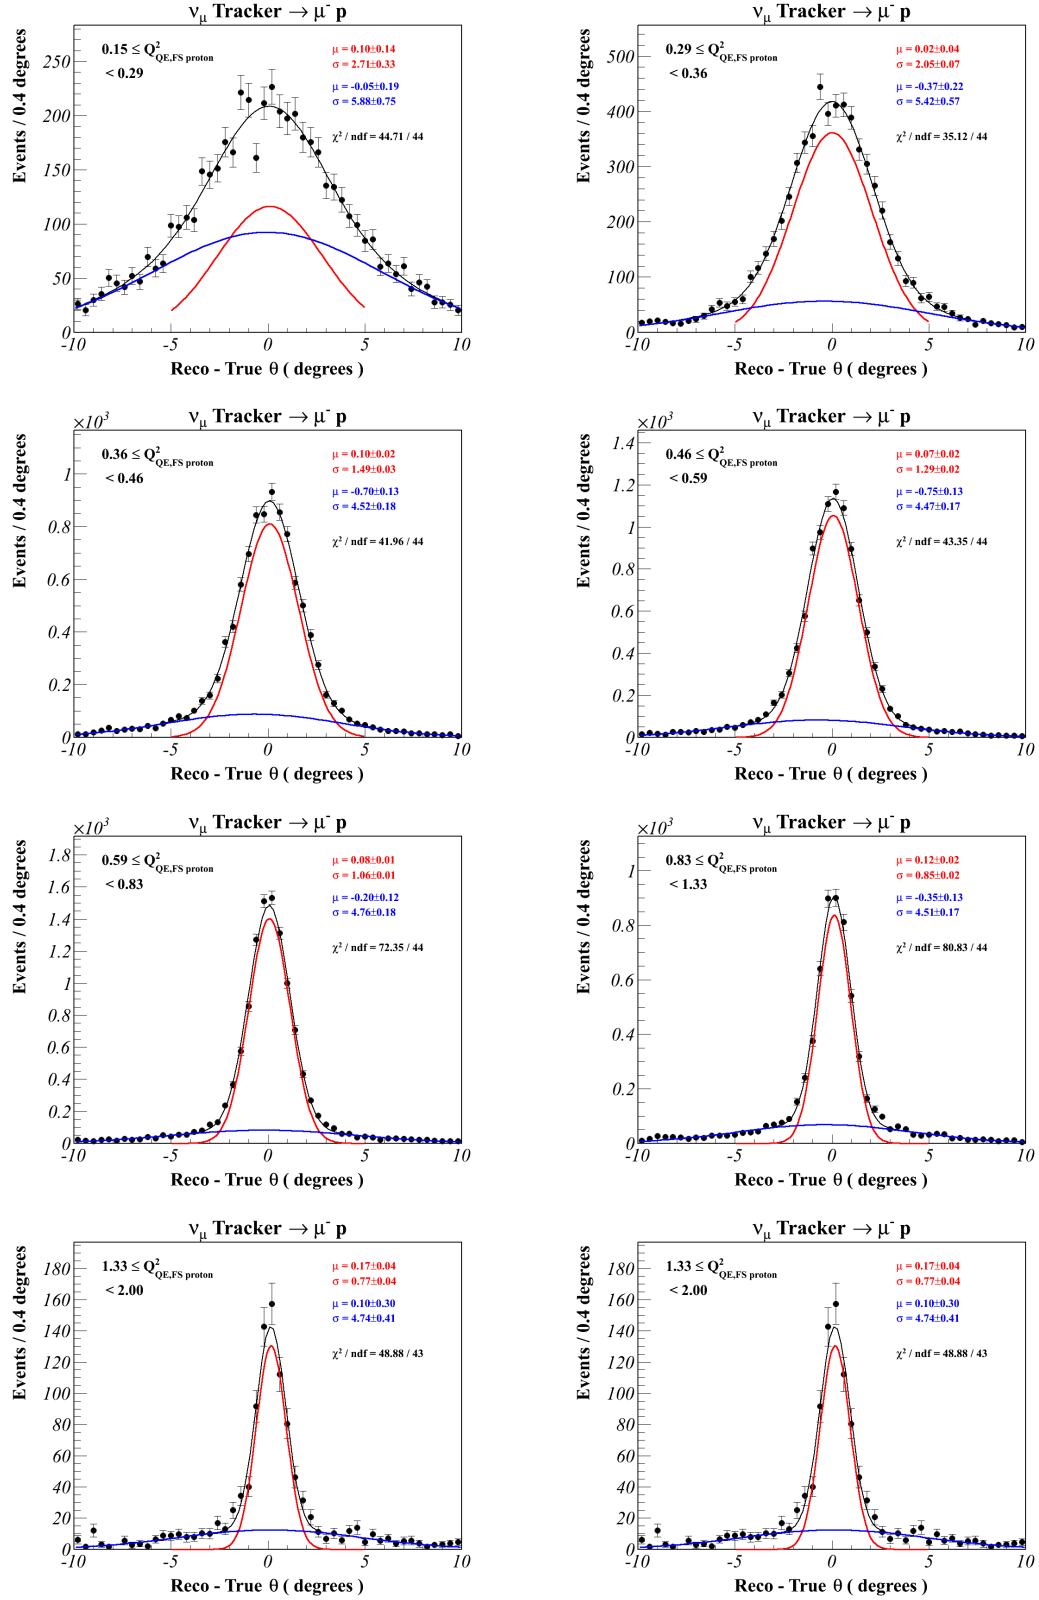 ν_μ Tracker → μ⁻ p
Events / 0.4 degrees
0.15 ≤ Q²_QE,FS proton
< 0.29
μ = 0.10±0.14
σ = 2.71±0.33
μ = -0.05±0.19
σ = 5.88±0.75
χ² / ndf = 44.71 / 44
250
200
150
100
50
0
-10 -5 0 5 10
Reco - True θ ( degrees )
ν_μ Tracker → μ⁻ p
Events / 0.4 degrees
0.29 ≤ Q²_QE,FS proton
< 0.36
μ = 0.02±0.04
σ = 2.05±0.07
μ = -0.37±0.22
σ = 5.42±0.57
χ² / ndf = 35.12 / 44
500
400
300
200
100
0
-10 -5 0 5 10
Reco - True θ ( degrees )
ν_μ Tracker → μ⁻ p
×10³
Events / 0.4 degrees
0.36 ≤ Q²_QE,FS proton
< 0.46
μ = 0.10±0.02
σ = 1.49±0.03
μ = -0.70±0.13
σ = 4.52±0.18
χ² / ndf = 41.96 / 44
1
0.8
0.6
0.4
0.2
0
-10 -5 0 5 10
Reco - True θ ( degrees )
ν_μ Tracker → μ⁻ p
×10³
Events / 0.4 degrees
0.46 ≤ Q²_QE,FS proton
< 0.59
μ = 0.07±0.02
σ = 1.29±0.02
μ = -0.75±0.13
σ = 4.47±0.17
χ² / ndf = 43.35 / 44
1.4
1.2
1
0.8
0.6
0.4
0.2
0
-10 -5 0 5 10
Reco - True θ ( degrees )
ν_μ Tracker → μ⁻ p
×10³
Events / 0.4 degrees
0.59 ≤ Q²_QE,FS proton
< 0.83
μ = 0.08±0.01
σ = 1.06±0.01
μ = -0.20±0.12
σ = 4.76±0.18
χ² / ndf = 72.35 / 44
1.8
1.6
1.4
1.2
1
0.8
0.6
0.4
0.2
0
-10 -5 0 5 10
Reco - True θ ( degrees )
ν_μ Tracker → μ⁻ p
×10³
Events / 0.4 degrees
0.83 ≤ Q²_QE,FS proton
< 1.33
μ = 0.12±0.02
σ = 0.85±0.02
μ = -0.35±0.13
σ = 4.51±0.17
χ² / ndf = 80.83 / 44
1
0.8
0.6
0.4
0.2
0
-10 -5 0 5 10
Reco - True θ ( degrees )
ν_μ Tracker → μ⁻ p
Events / 0.4 degrees
1.33 ≤ Q²_QE,FS proton
< 2.00
μ = 0.17±0.04
σ = 0.77±0.04
μ = 0.10±0.30
σ = 4.74±0.41
χ² / ndf = 48.88 / 43
180
160
140
120
100
80
60
40
20
0
-10 -5 0 5 10
Reco - True θ ( degrees )
ν_μ Tracker → μ⁻ p
Events / 0.4 degrees
1.33 ≤ Q²_QE,FS proton
< 2.00
μ = 0.17±0.04
σ = 0.77±0.04
μ = 0.10±0.30
σ = 4.74±0.41
χ² / ndf = 48.88 / 43
180
160
140
120
100
80
60
40
20
0
-10 -5 0 5 10
Reco - True θ ( degrees )